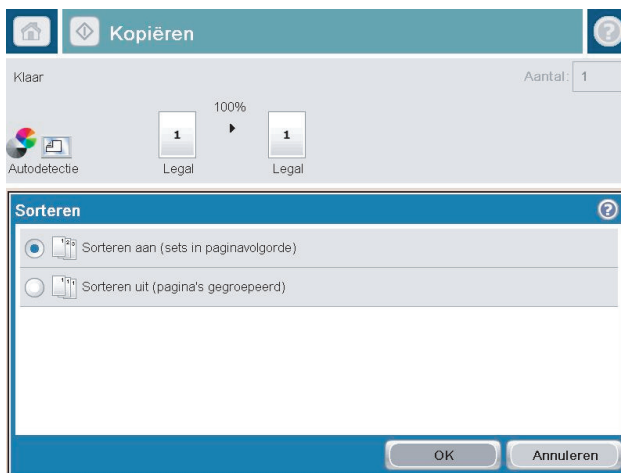 Kopiëren
Klaar
Aantal: 1
100%
1 1
Autodetectie Legal Legal
Sorteren
Sorteren aan (sets in paginavolgorde)
Sorteren uit (pagina's gegroepeerd)
OK Annuleren